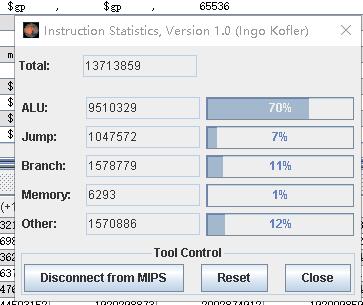 $gp , $gp , 65536
Instruction Statistics, Version 1.0 (Ingo Kofler)
Total: 13713859
ALU: 9510329 70%
Jump: 1047572 7%
Branch: 1578779 11%
Memory: 6293 1%
Other: 1570886 12%
Tool Control
Disconnect from MIPS Reset Close